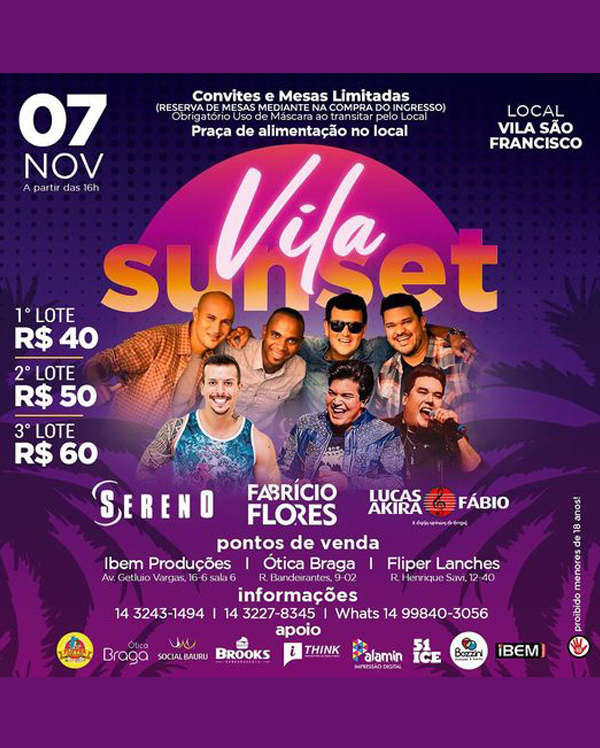 07
NOV
A partir das 16h
Convites e Mesas Limitadas
(RESERVA DE MESAS MEDIANTE NA COMPRA DO INGRESSO)
Obrigatório Uso de Máscara ao transitar pelo Local
Praça de alimentação no local
LOCAL
VILA SÃO
FRANCISCO
Vila
sunset
1° LOTE
R$ 40
2° LOTE
R$ 50
3° LOTE
R$ 60
SERENO
FABRÍCIO
FLORES
LUCAS
AKIRA
FÁBIO
pontos de venda
Ibem Produções I Ótica Braga I Fliper Lanches
Av. Getluio Vargas, 16-6 sala 6
R. Bandeirantes, 9-02
R. Henrique Savi, 12-40
informações
14 3243-1494 I 14 3227-8345 I Whats 14 99840-3056
apoio
Ótica
Braga
SOCIAL BAURU
BROOKS
THINK
alamin
IMPRESSÃO DIGITAL
51
ICE
Bozzini
iBEM
proibido menores de 18 anos!